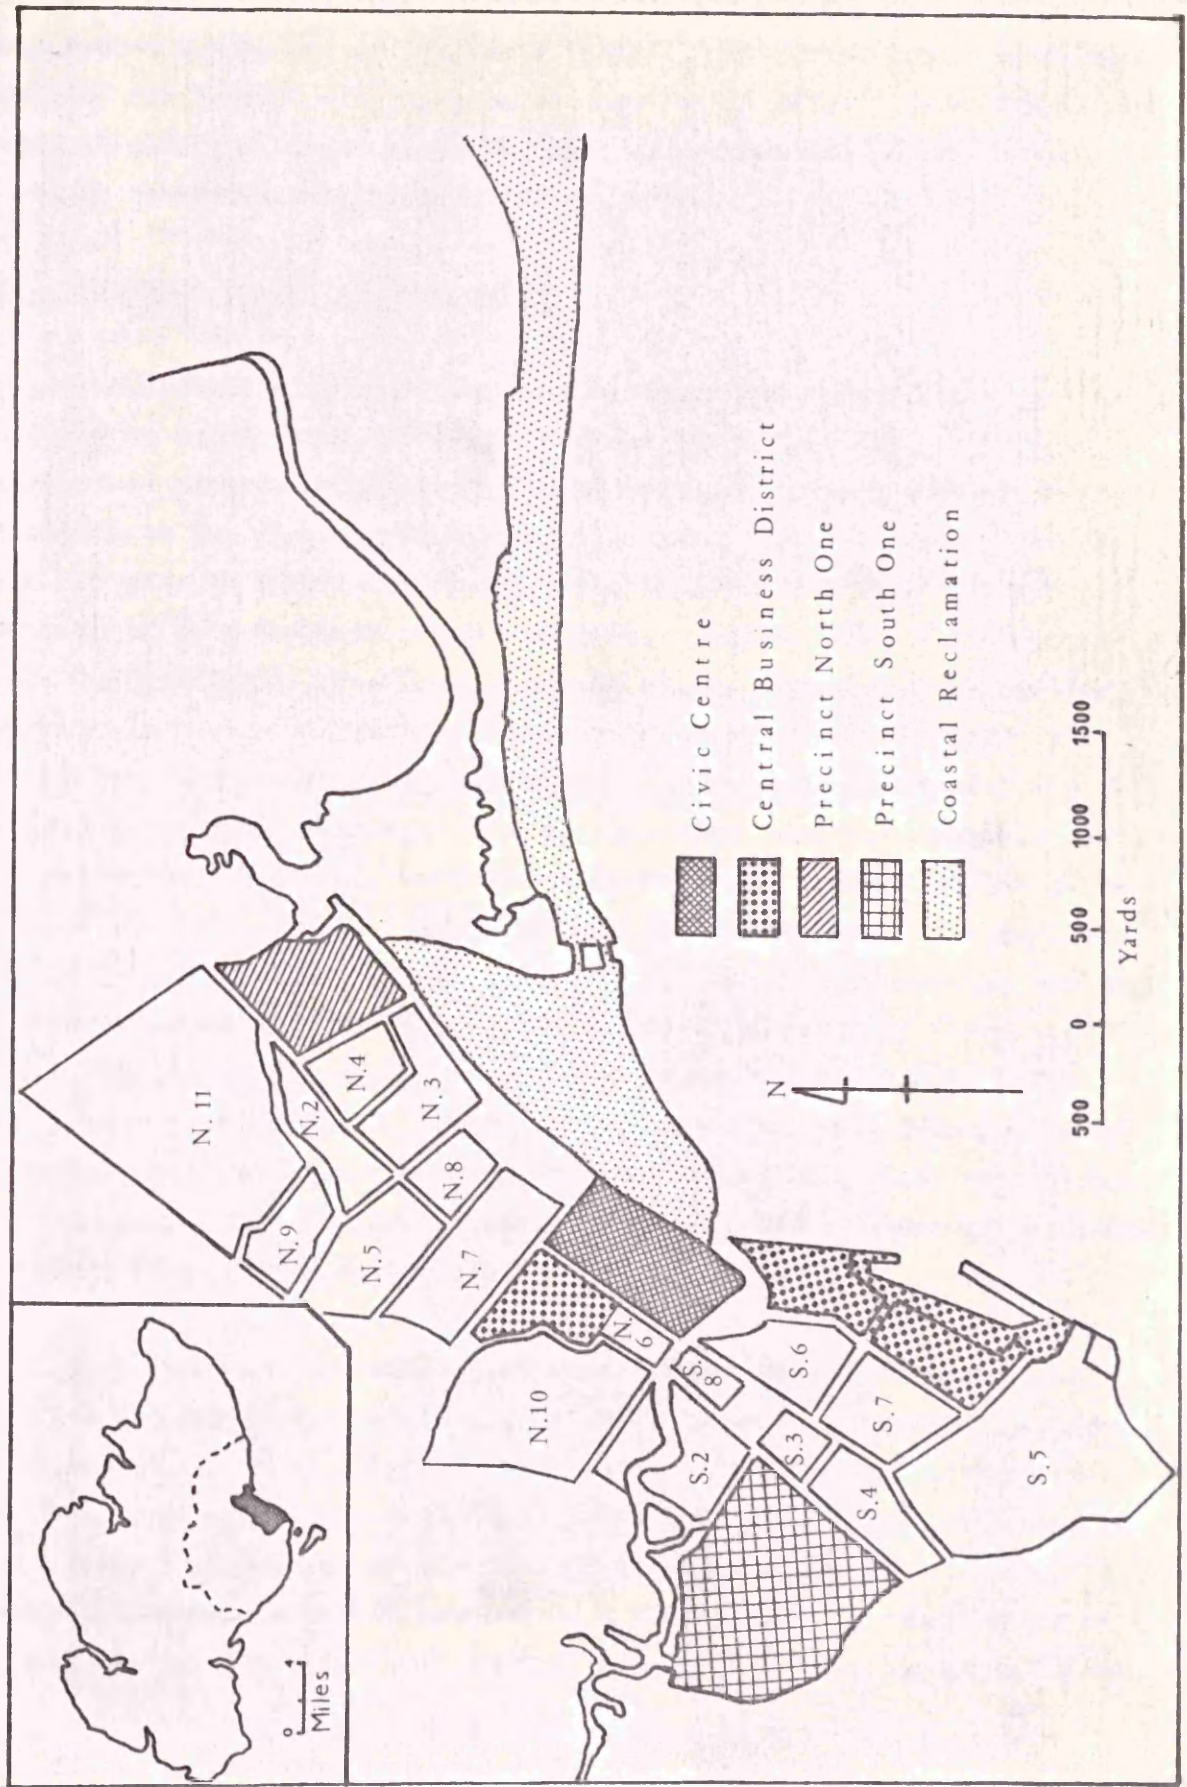 0 4
Miles
N.11
N.9
N.2
N.4
N.5
N.3
N.8
N.7
N.6
N.10
S.8
S.6
S.2
S.3
S.7
S.4
S.5
Civic Centre
Central Business District
Precinct North One
Precinct South One
Coastal Reclamation
N
500 0 500 1000 1500
Yards